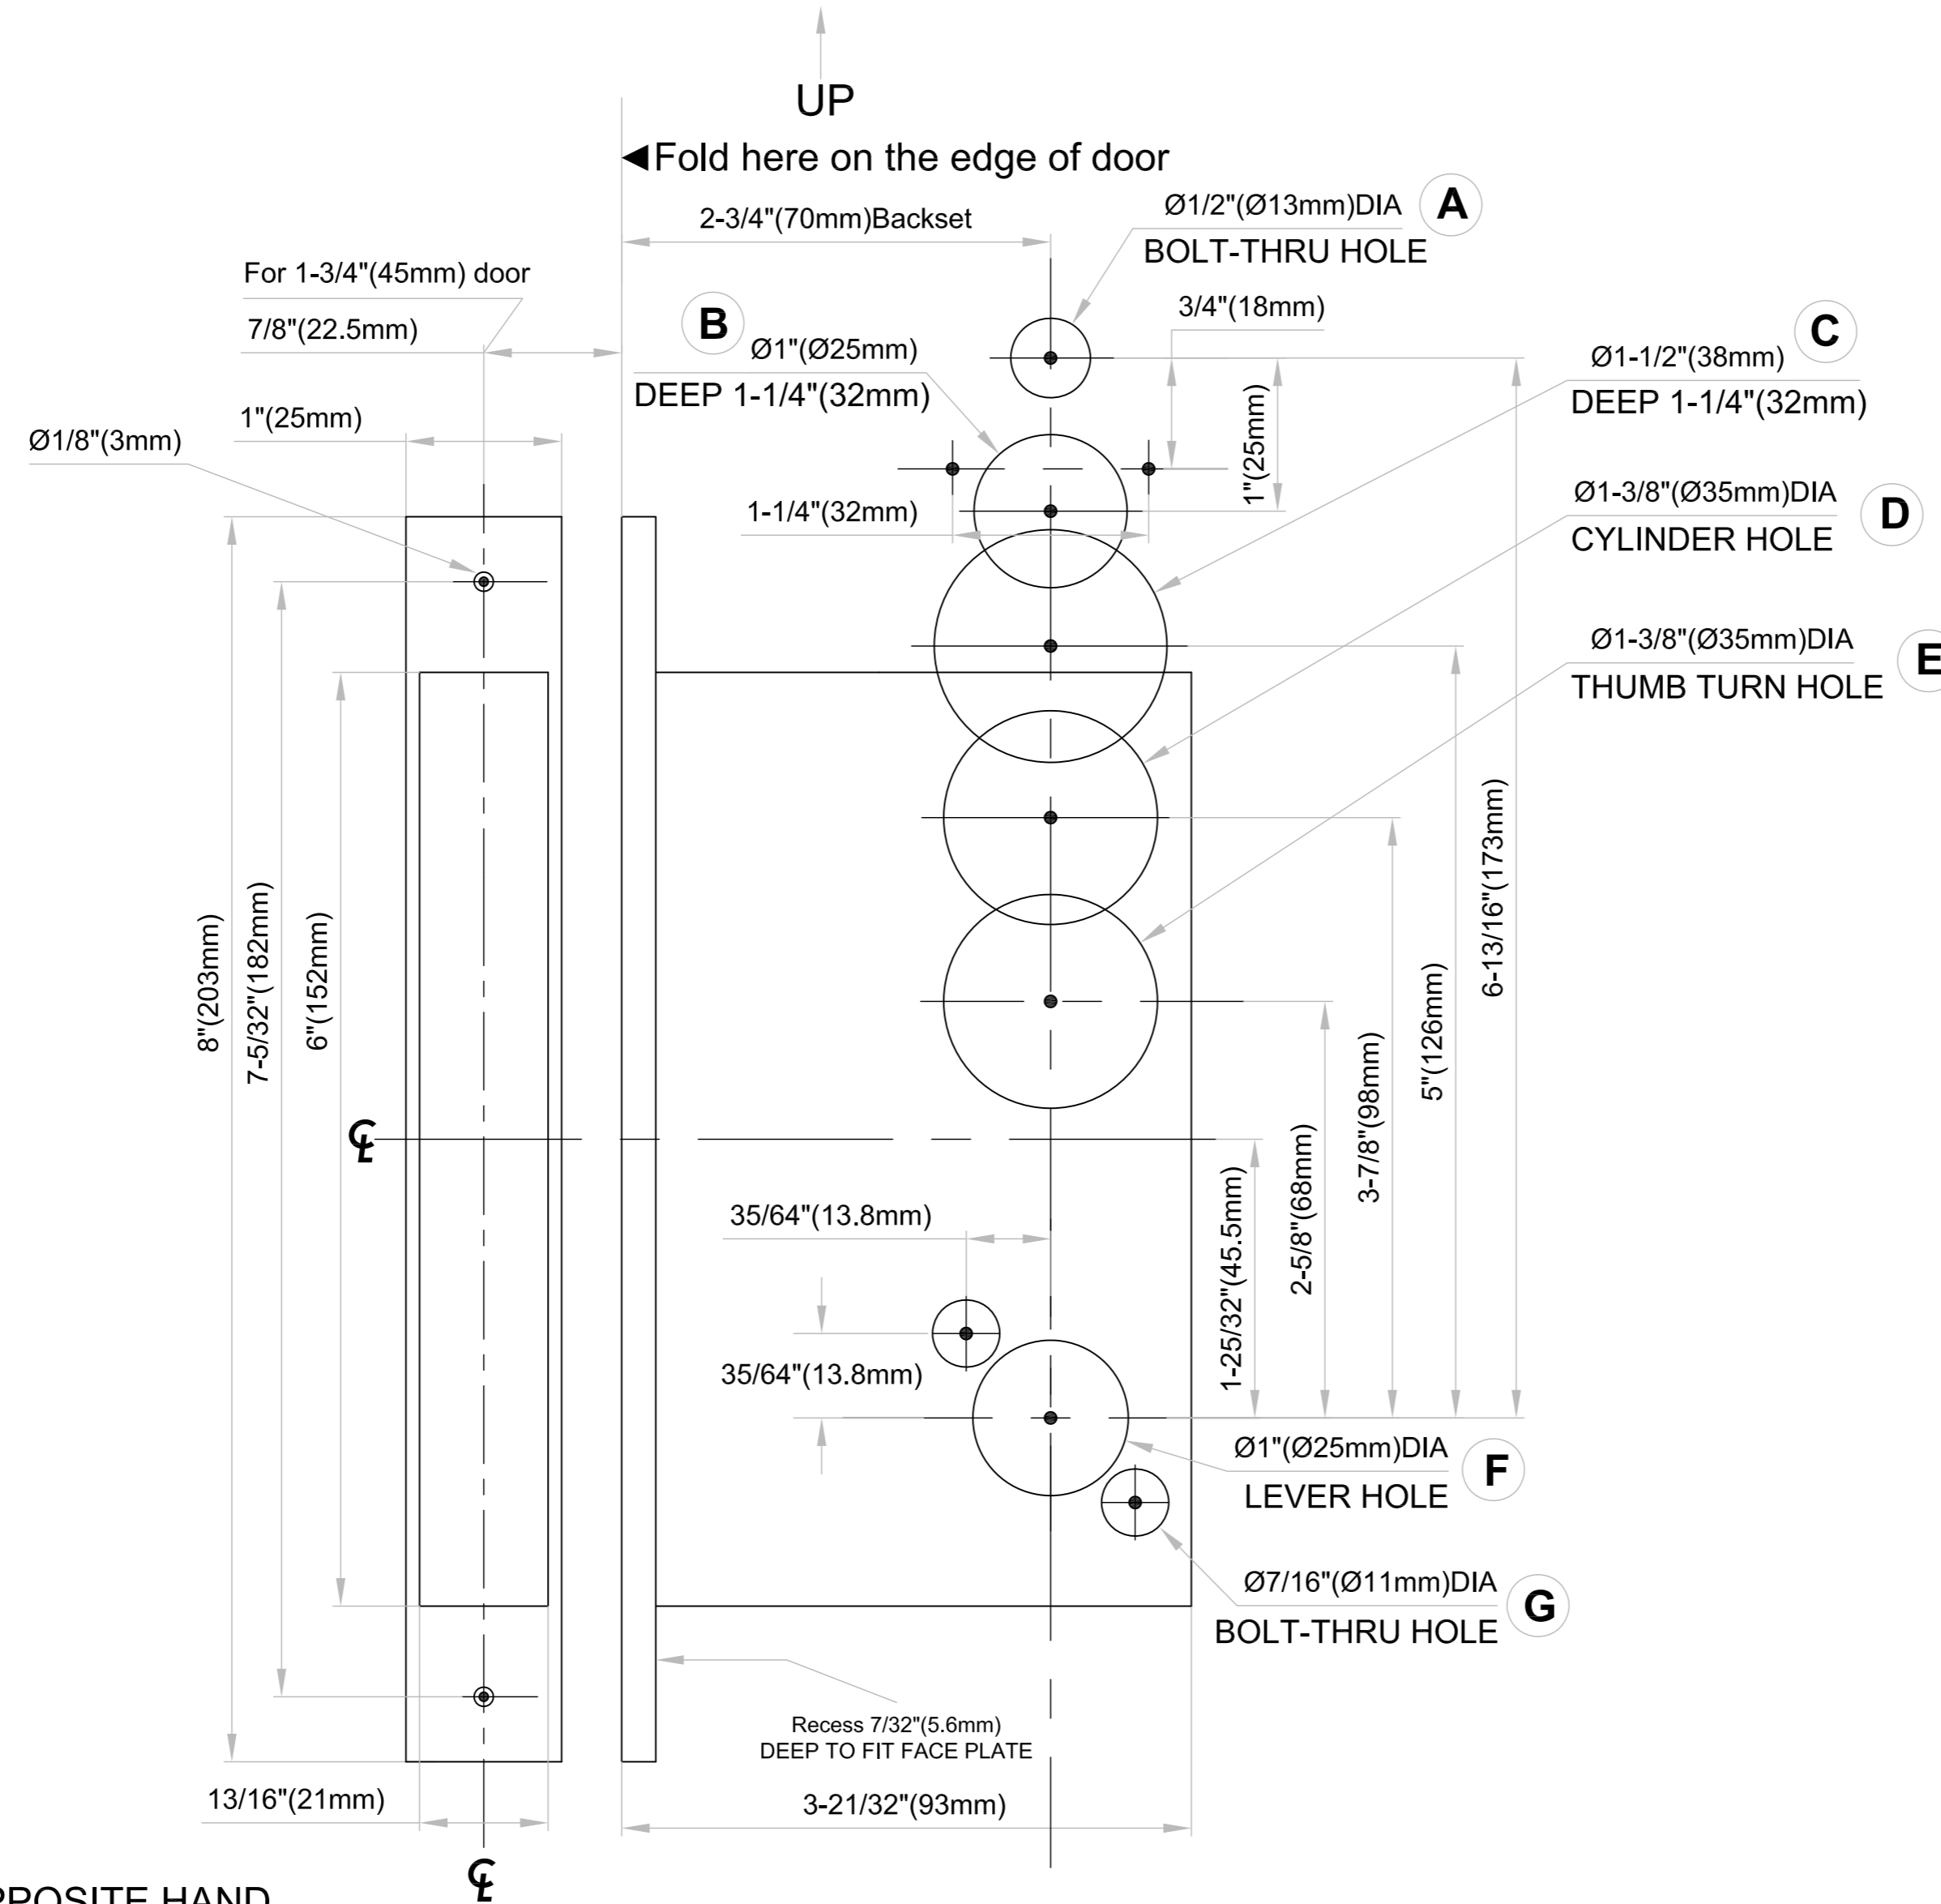 UP
◀Fold here on the edge of door
2-3/4"(70mm)Backset
Ø1/2"(Ø13mm)DIA
A
BOLT-THRU HOLE
For 1-3/4"(45mm) door
7/8"(22.5mm)
B
Ø1"(Ø25mm)
DEEP 1-1/4"(32mm)
3/4"(18mm)
1"(25mm)
C
Ø1-1/2"(38mm)
DEEP 1-1/4"(32mm)
1"(25mm)
Ø1/8"(3mm)
1-1/4"(32mm)
Ø1-3/8"(Ø35mm)DIA
D
CYLINDER HOLE
Ø1-3/8"(Ø35mm)DIA
E
THUMB TURN HOLE
8"(203mm)
7-5/32"(182mm)
6"(152mm)
6-13/16"(173mm)
5"(126mm)
3-7/8"(98mm)
2-5/8"(68mm)
1-25/32"(45.5mm)
℄
35/64"(13.8mm)
35/64"(13.8mm)
Ø1"(Ø25mm)DIA
F
LEVER HOLE
Ø7/16"(Ø11mm)DIA
G
BOLT-THRU HOLE
Recess 7/32"(5.6mm)
DEEP TO FIT FACE PLATE
13/16"(21mm)
3-21/32"(93mm)
℄
PPOSITE HAND